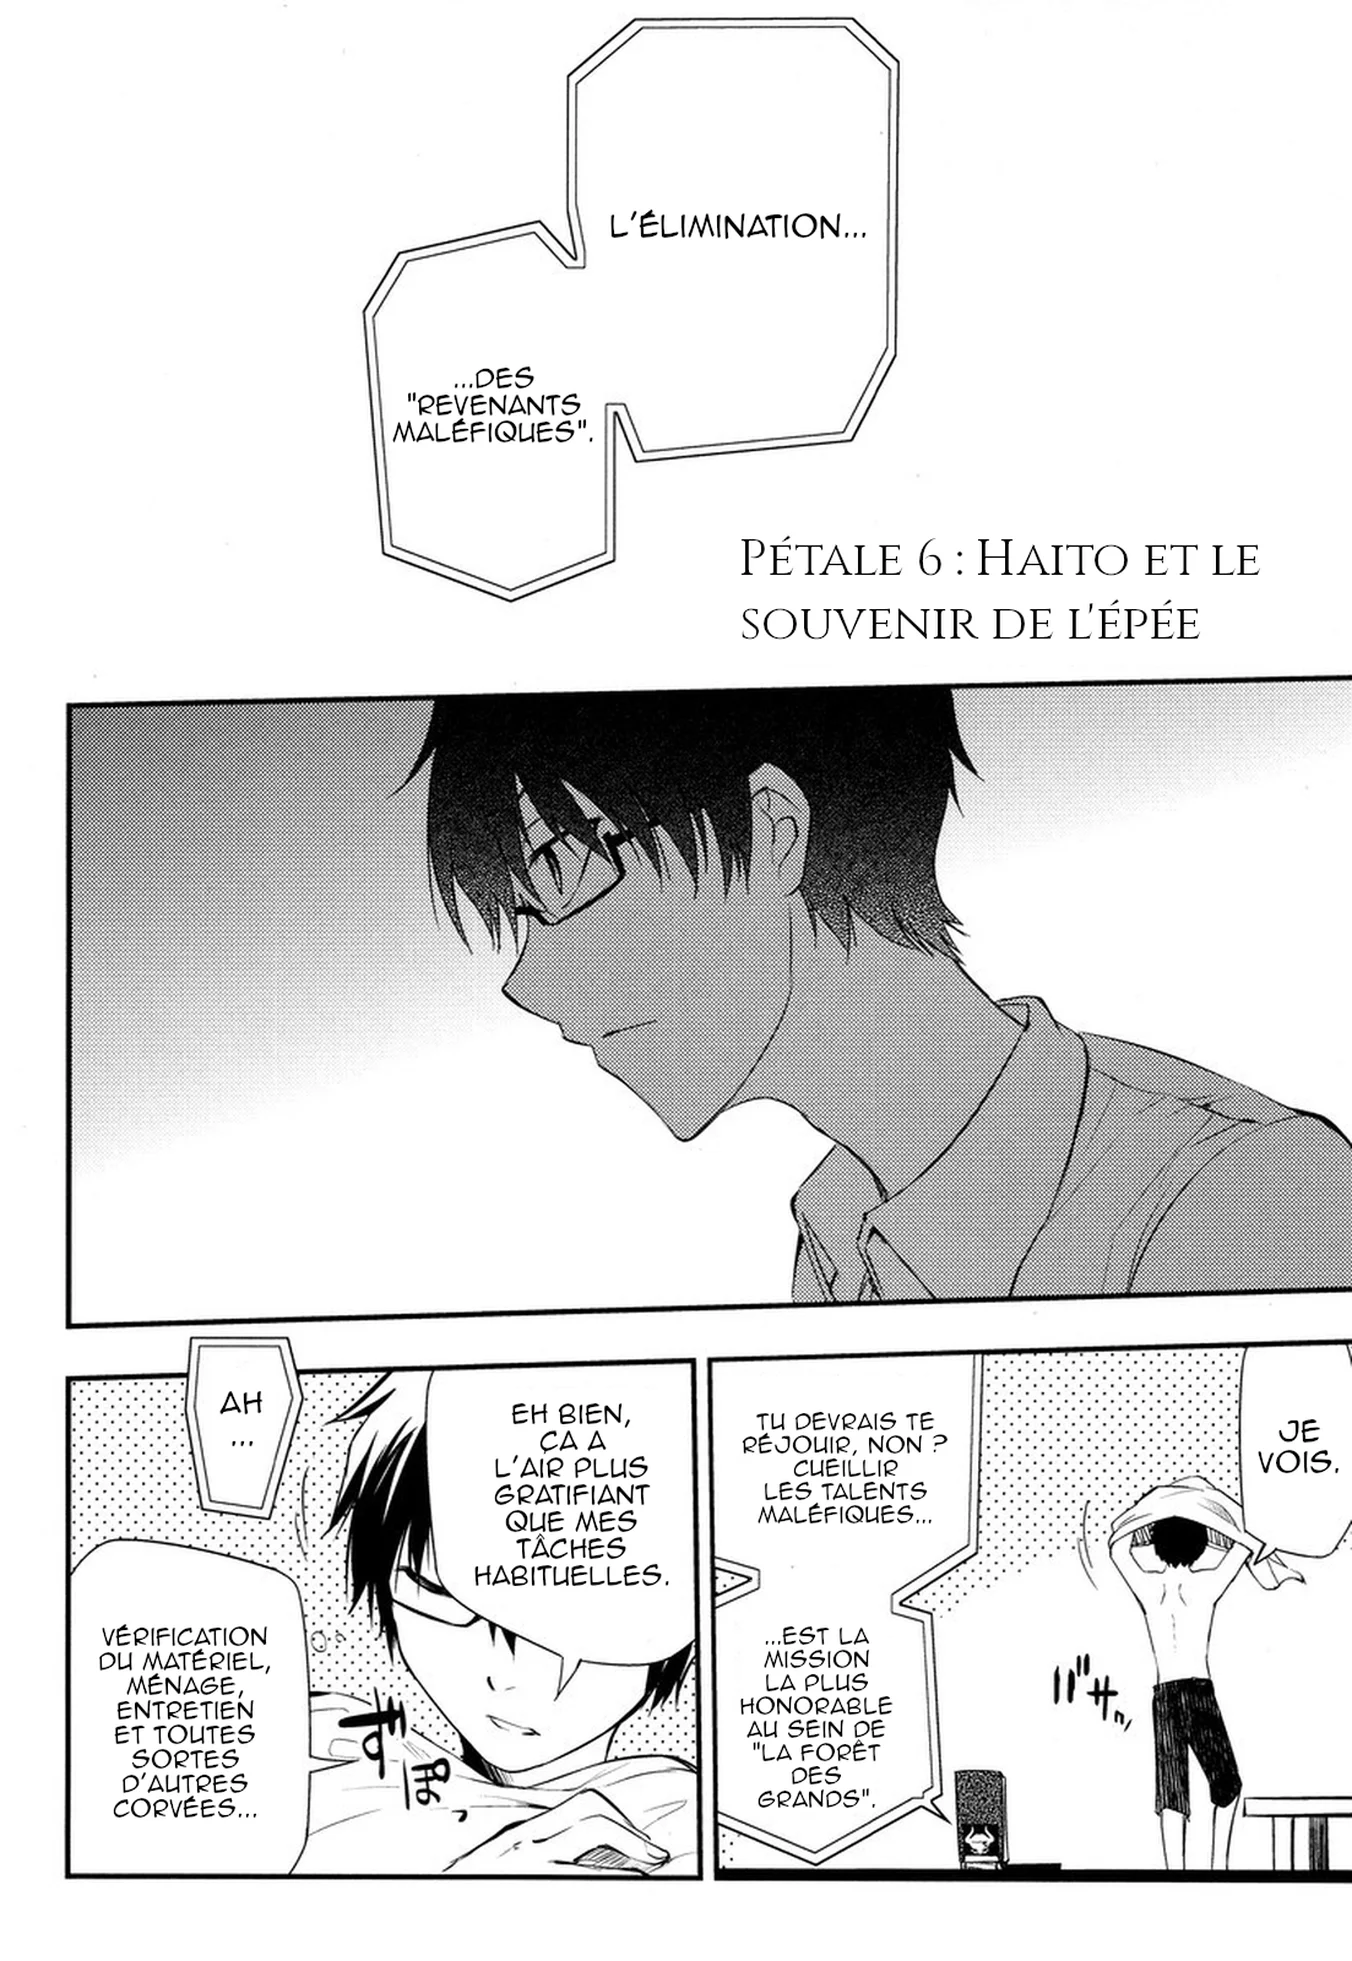 L'ÉLIMINATION...
...DES
"REVENANTS
MALÉFIQUES".
Pétale 6 : Haito et le
souvenir de l'épée
JE
VOIS.
TU DEVRAIS TE
RÉJOUIR, NON ?
CUEILLIR
LES TALENTS
MALÉFIQUES...
...EST LA
MISSION
LA PLUS
HONORABLE
AU SEIN DE
"LA FORÊT
DES
GRANDS".
EH BIEN,
ÇA A
L'AIR PLUS
GRATIFIANT
QUE MES
TÂCHES
HABITUELLES.
AH
...
VÉRIFICATION
DU MATÉRIEL,
MÉNAGE,
ENTRETIEN
ET TOUTES
SORTES
D'AUTRES
CORVÉES...